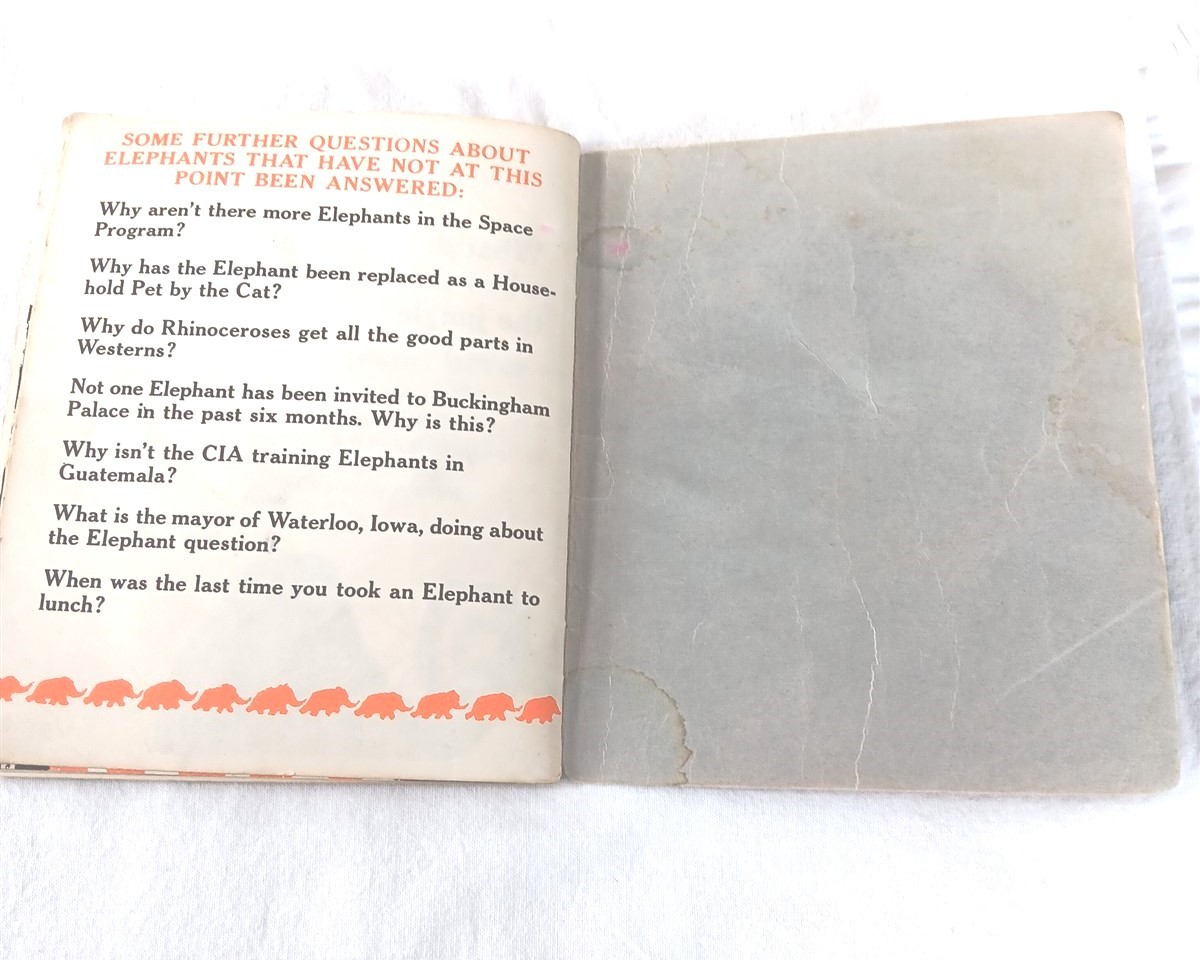 SOME FURTHER QUESTIONS ABOUT
ELEPHANTS THAT HAVE NOT AT THIS
POINT BEEN ANSWERED:
Why aren't there more Elephants in the Space
Program?
Why has the Elephant been replaced as a House-
hold Pet by the Cat?
Why do Rhinoceroses get all the good parts in
Westerns?
Not one Elephant has been invited to Buckingham
Palace in the past six months. Why is this?
Why isn't the CIA training Elephants in
Guatemala?
What is the mayor of Waterloo, Iowa, doing about
the Elephant question?
When was the last time you took an Elephant to
lunch?